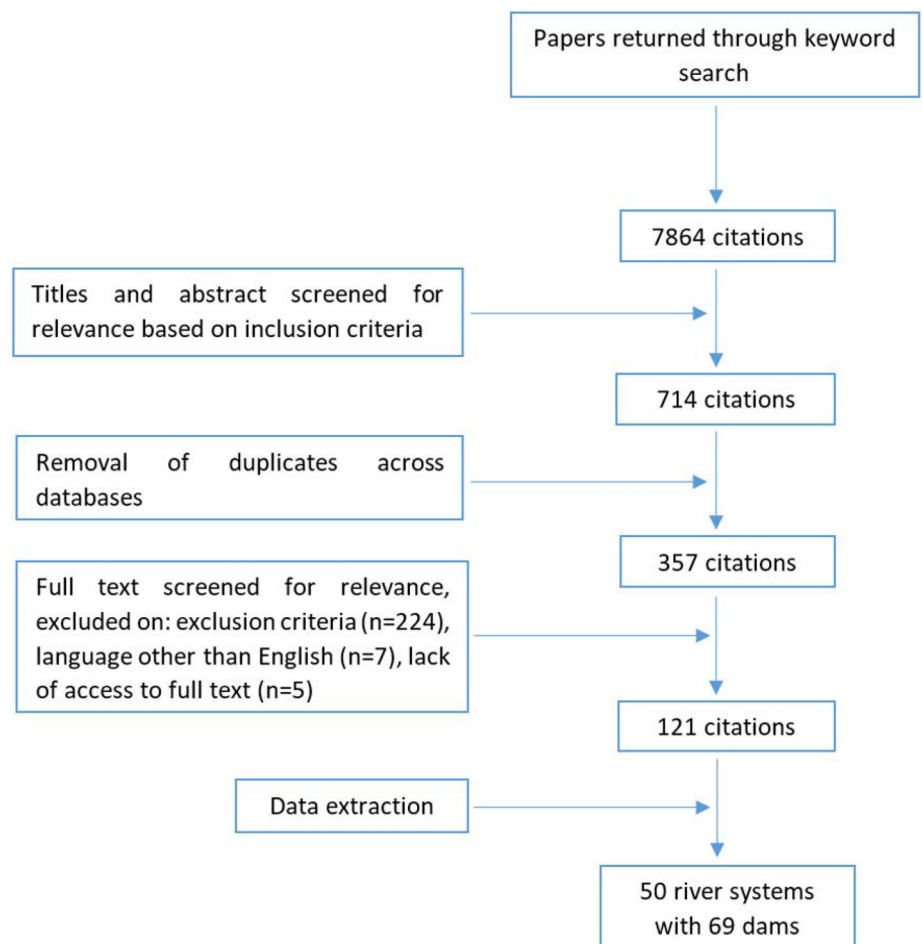 Papers returned through keyword
search
7864 citations
Titles and abstract screened for
relevance based on inclusion criteria
714 citations
Removal of duplicates across
databases
357 citations
Full text screened for relevance,
excluded on: exclusion criteria (n=224),
language other than English (n=7), lack
of access to full text (n=5)
121 citations
Data extraction
50 river systems
with 69 dams